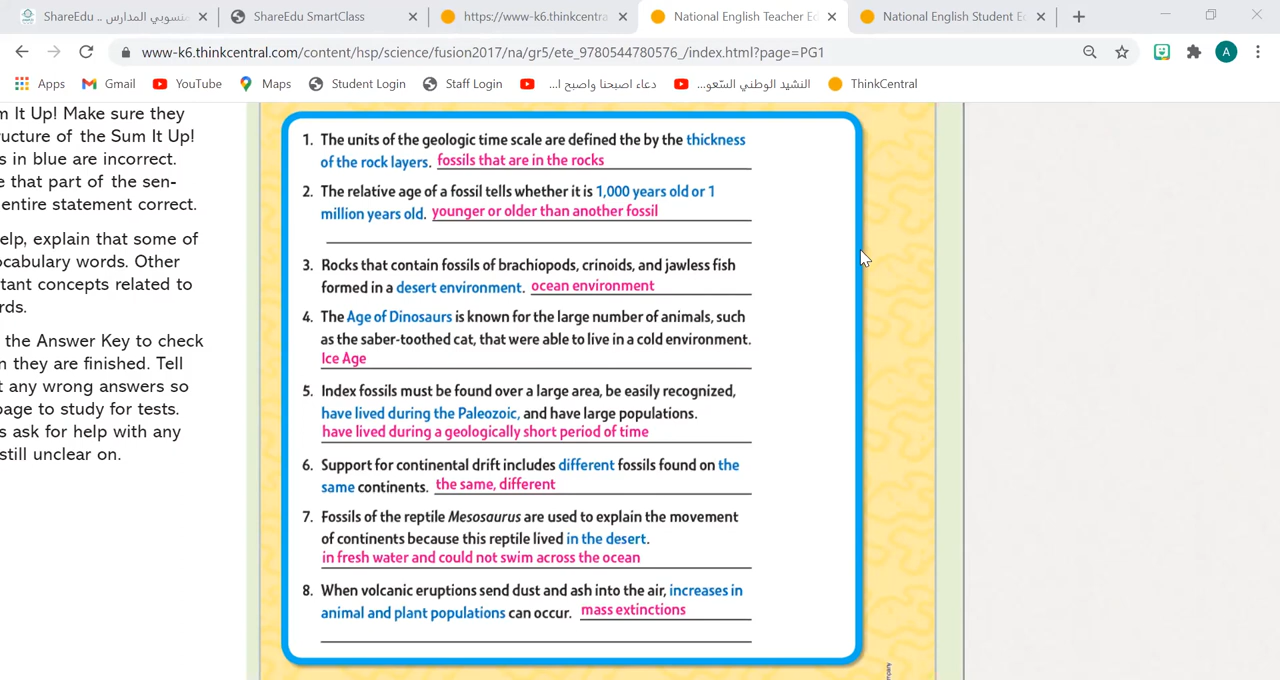 منسوبي المدارس .. ShareEdu
ShareEdu SmartClass
https://www-k6.thinkcentra
National English Teacher Ed
National English Student Ec
www-k6.thinkcentral.com/content/hsp/science/fusion2017/na/gr5/ete_9780544780576_/index.html?page=PG1
A
Apps
Gmail
YouTube
Maps
Student Login
Staff Login
دعاء اصبحنا واصبح ا...
النشيد الوطني السعو...
ThinkCentral
m It Up! Make sure they
ructure of the Sum It Up!
s in blue are incorrect.
e that part of the sen-
entire statement correct.
elp, explain that some of
ocabulary words. Other
tant concepts related to
rds.
the Answer Key to check
n they are finished. Tell
t any wrong answers so
page to study for tests.
s ask for help with any
still unclear on.
1. The units of the geologic time scale are defined the by the thickness
of the rock layers. fossils that are in the rocks
2. The relative age of a fossil tells whether it is 1,000 years old or 1
million years old. younger or older than another fossil
3. Rocks that contain fossils of brachiopods, crinoids, and jawless fish
formed in a desert environment. ocean environment
4. The Age of Dinosaurs is known for the large number of animals, such
as the saber-toothed cat, that were able to live in a cold environment.
Ice Age
5. Index fossils must be found over a large area, be easily recognized,
have lived during the Paleozoic, and have large populations.
have lived during a geologically short period of time
6. Support for continental drift includes different fossils found on the
same continents. the same, different
7. Fossils of the reptile Mesosaurus are used to explain the movement
of continents because this reptile lived in the desert.
in fresh water and could not swim across the ocean
8. When volcanic eruptions send dust and ash into the air, increases in
animal and plant populations can occur. mass extinctions
mpany